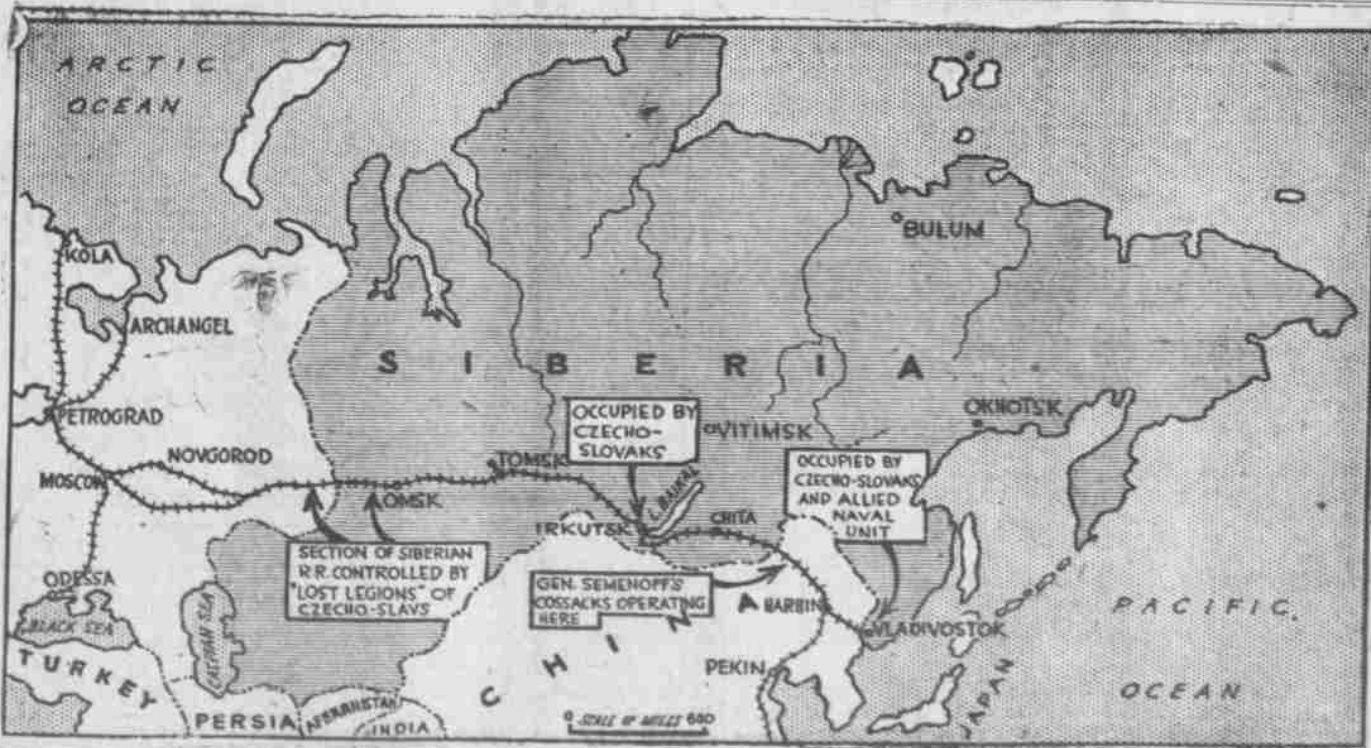 ARCTIC
OCEAN
KOLA
ARCHANGEL
BULUM
SIBERIA
PETROGRAD
OCCUPIED BY
CZECHO-
SLOVAKS
VITIMSK
OKHOTSK
NOVGOROD
MOSCOW
TOMSK
OMSK
OCCUPIED BY
CZECHO-SLOVAKS
AND ALLIED
NAVAL
UNIT
L. BAIKAL
IRKUTSK
CHITA
SECTION OF SIBERIAN
R.R. CONTROLLED BY
"LOST LEGIONS" OF
CZECHO-SLAVS
GEN. SEMENOFF'S
COSSACKS OPERATING
HERE
ODESSA
BLACK SEA
CASPIAN SEA
HARBIN
VLADIVOSTOK
PACIFIC
OCEAN
TURKEY
PERSIA
AFGHANISTAN
INDIA
CHINA
PEKIN
JAPAN
0 SCALE OF MILES 600